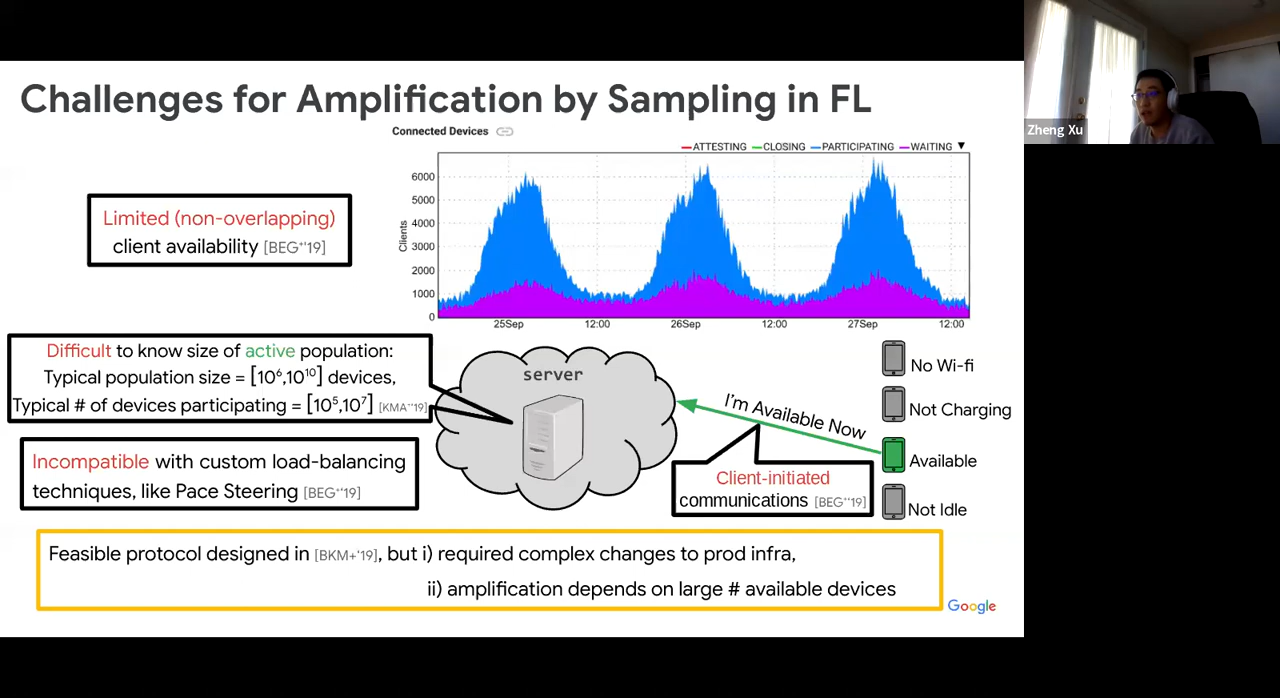 Challenges for Amplification by Sampling in FL
Zheng Xu
Connected Devices
ATTESTING CLOSING PARTICIPATING WAITING
Clients
6000
5000
4000
3000
2000
1000
0
25Sep 12:00 26Sep 12:00 27Sep 12:00
Limited (non-overlapping)
client availability [BEG+'19]
Difficult to know size of active population:
Typical population size = [10⁶,10¹⁰] devices,
Typical # of devices participating = [10⁵,10⁷] [KMA+'19]
Incompatible with custom load-balancing
techniques, like Pace Steering [BEG+'19]
server
I'm Available Now
Client-initiated
communications [BEG+'19]
No Wi-fi
Not Charging
Available
Not Idle
Feasible protocol designed in [BKM+'19], but i) required complex changes to prod infra,
ii) amplification depends on large # available devices
Google